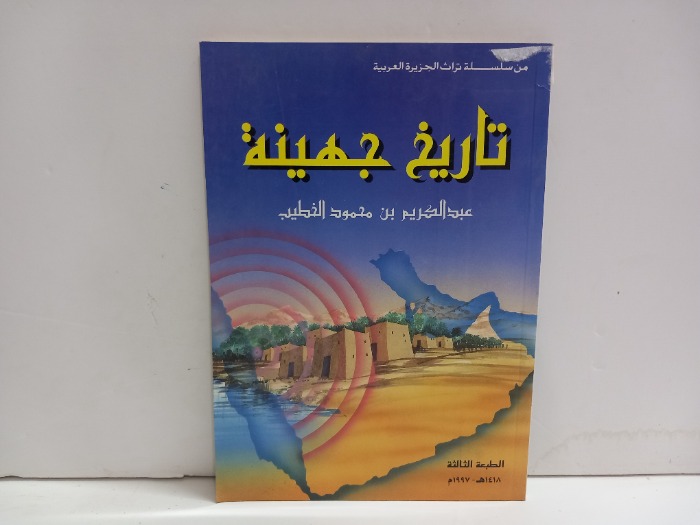 من سلسلة تراث الجزيرة العربية
تاريخ جهينة
عبدالكريم بن محمود الخطيب
الطبعة الثالثة
١٤١٨هـ - ١٩٩٧م